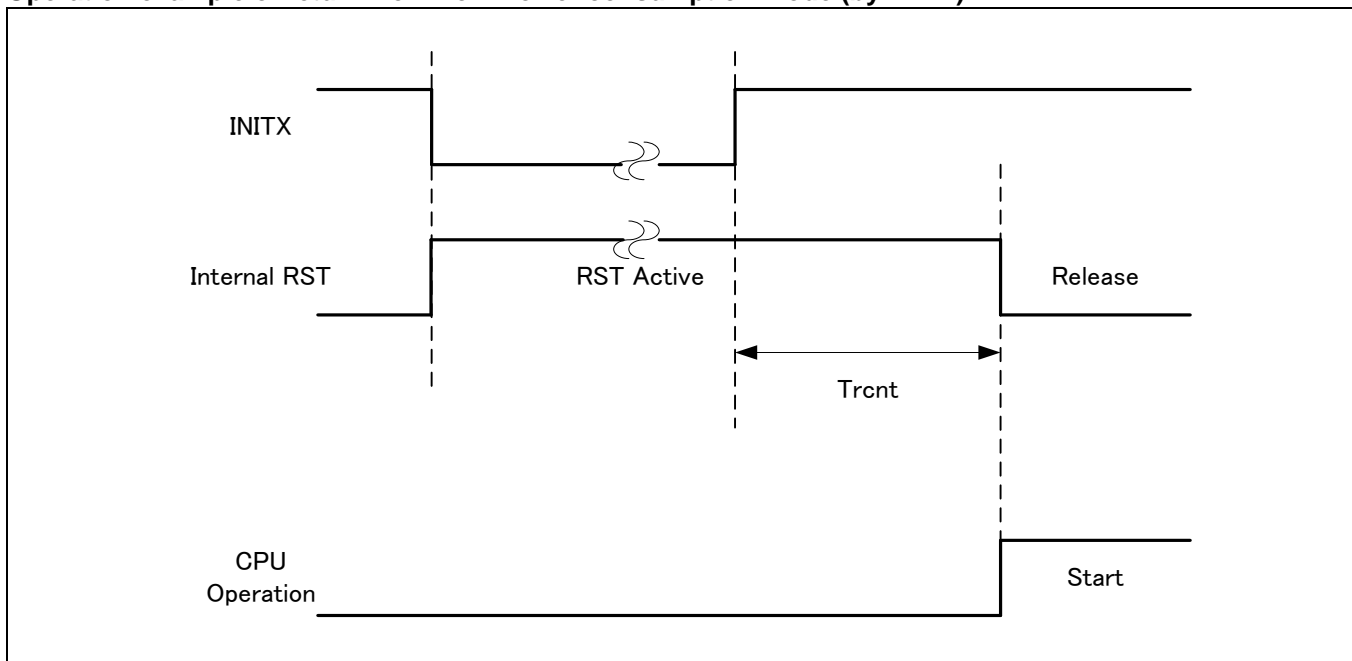 INITX
Internal RST
RST Active
Release
Trcnt
CPU
Operation
Start